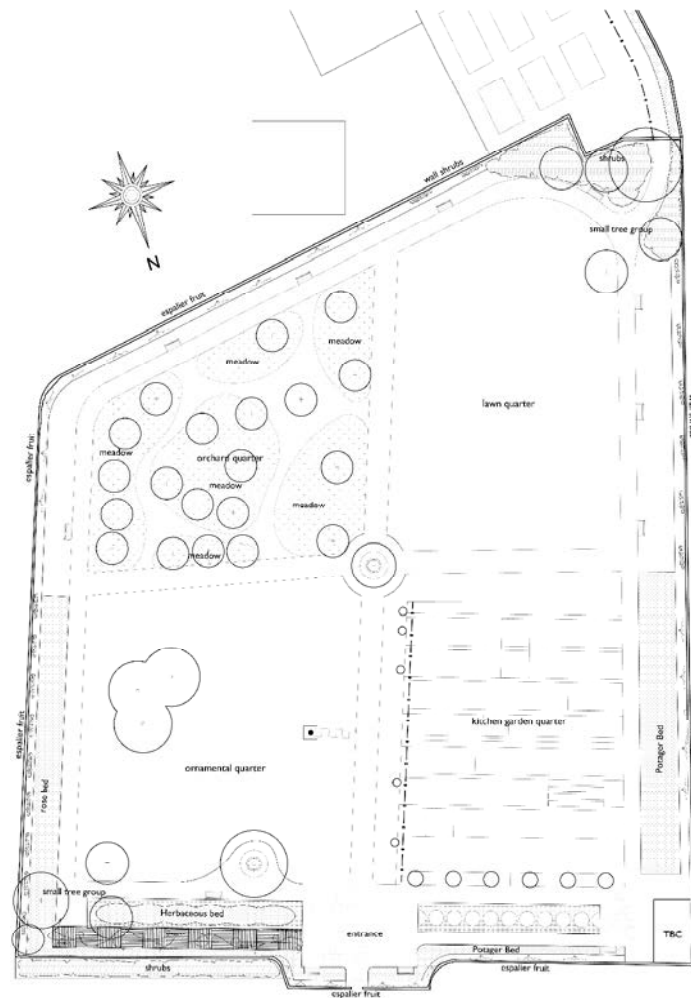 shrubs
wall shrubs
small tree group
N
espalier fruit
meadow
meadow
lawn quarter
espalier fruit
meadow
orchard quarter
meadow
meadow
meadow
kitchen garden quarter
Potager Bed
espalier fruit
ornamental quarter
rose bed
small tree group
Herbaceous bed
entrance
TBC
Potager Bed
shrubs
espalier fruit
espalier fruit